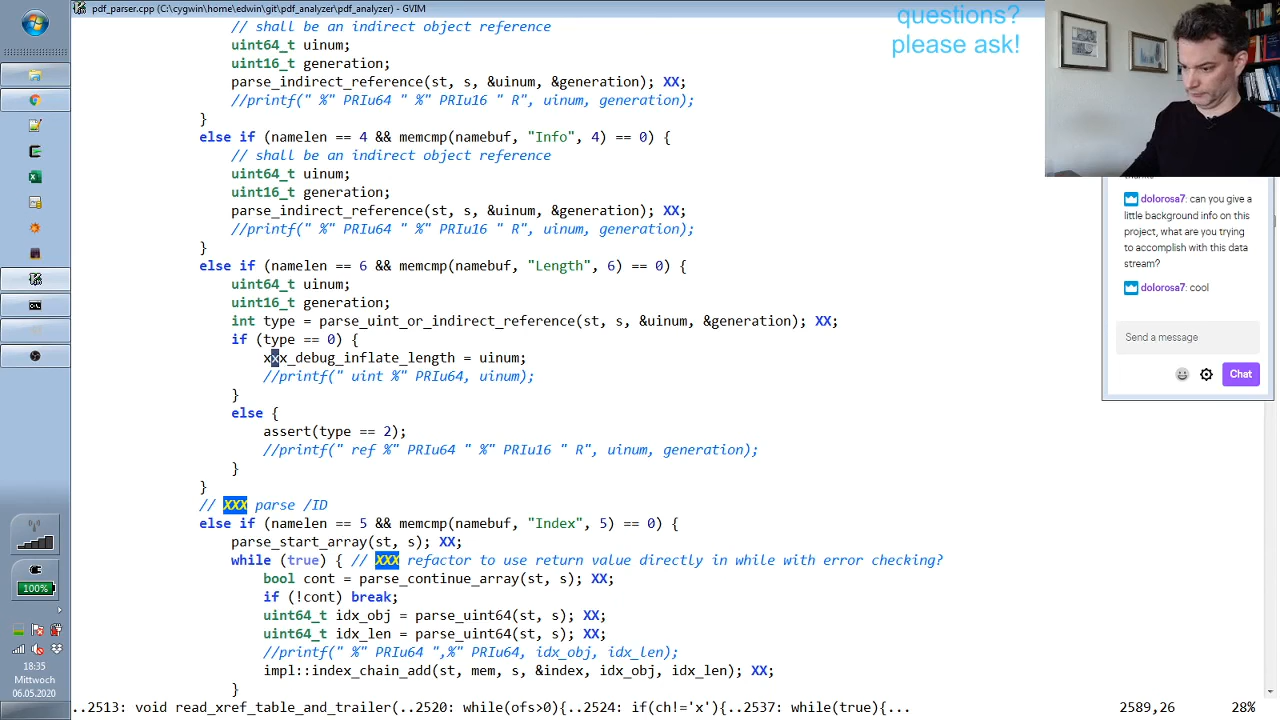 pdf_parser.cpp (C:\cygwin\home\edwin\git\pdf_analyzer\pdf_analyzer) - GVIM
questions?
please ask!
// shall be an indirect object reference
uint64_t uinum;
uint16_t generation;
parse_indirect_reference(st, s, &uinum, &generation); XX;
//printf(" %" PRIu64 " %" PRIu16 " R", uinum, generation);
}
else if (namelen == 4 && memcmp(namebuf, "Info", 4) == 0) {
// shall be an indirect object reference
uint64_t uinum;
uint16_t generation;
parse_indirect_reference(st, s, &uinum, &generation); XX;
//printf(" %" PRIu64 " %" PRIu16 " R", uinum, generation);
}
else if (namelen == 6 && memcmp(namebuf, "Length", 6) == 0) {
uint64_t uinum;
uint16_t generation;
int type = parse_uint_or_indirect_reference(st, s, &uinum, &generation); XX;
if (type == 0) {
xxx_debug_inflate_length = uinum;
//printf(" uint %" PRIu64, uinum);
}
else {
assert(type == 2);
//printf(" ref %" PRIu64 " %" PRIu16 " R", uinum, generation);
}
}
// XXX parse /ID
else if (namelen == 5 && memcmp(namebuf, "Index", 5) == 0) {
parse_start_array(st, s); XX;
while (true) { // XXX refactor to use return value directly in while with error checking?
bool cont = parse_continue_array(st, s); XX;
if (!cont) break;
uint64_t idx_obj = parse_uint64(st, s); XX;
uint64_t idx_len = parse_uint64(st, s); XX;
//printf(" %" PRIu64 ",%" PRIu64, idx_obj, idx_len);
impl::index_chain_add(st, mem, s, &index, idx_obj, idx_len); XX;
}
..2513: void read_xref_table_and_trailer(..2520: while(ofs>0){..2524: if(ch!='x'){..2537: while(true){...
2589,26
28%
dolorosa7: can you give a
little background info on this
project, what are you trying
to accomplish with this data
stream?
dolorosa7: cool
Send a message
Chat
100%
18:35
Mittwoch
06.05.2020